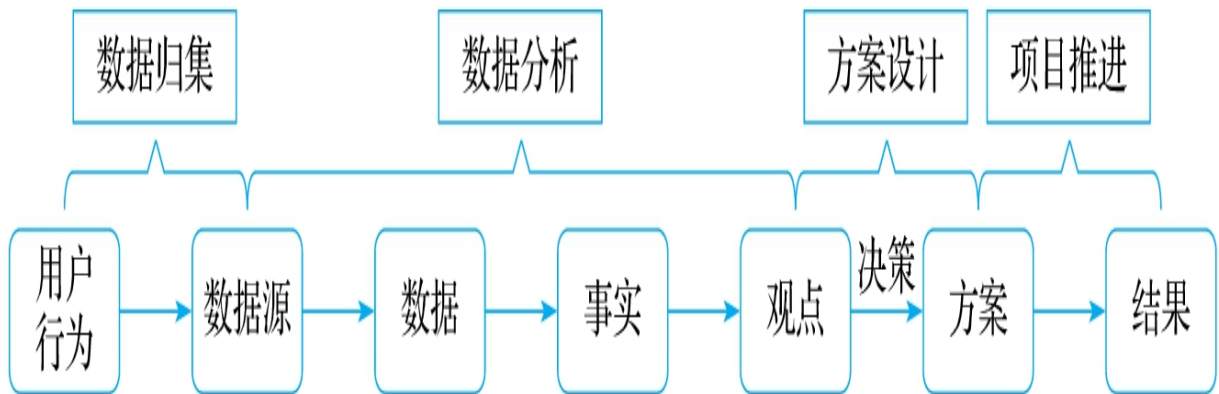 数据归集
数据分析
方案设计
项目推进
用户
行为
数据源
数据
事实
观点
决策
方案
结果